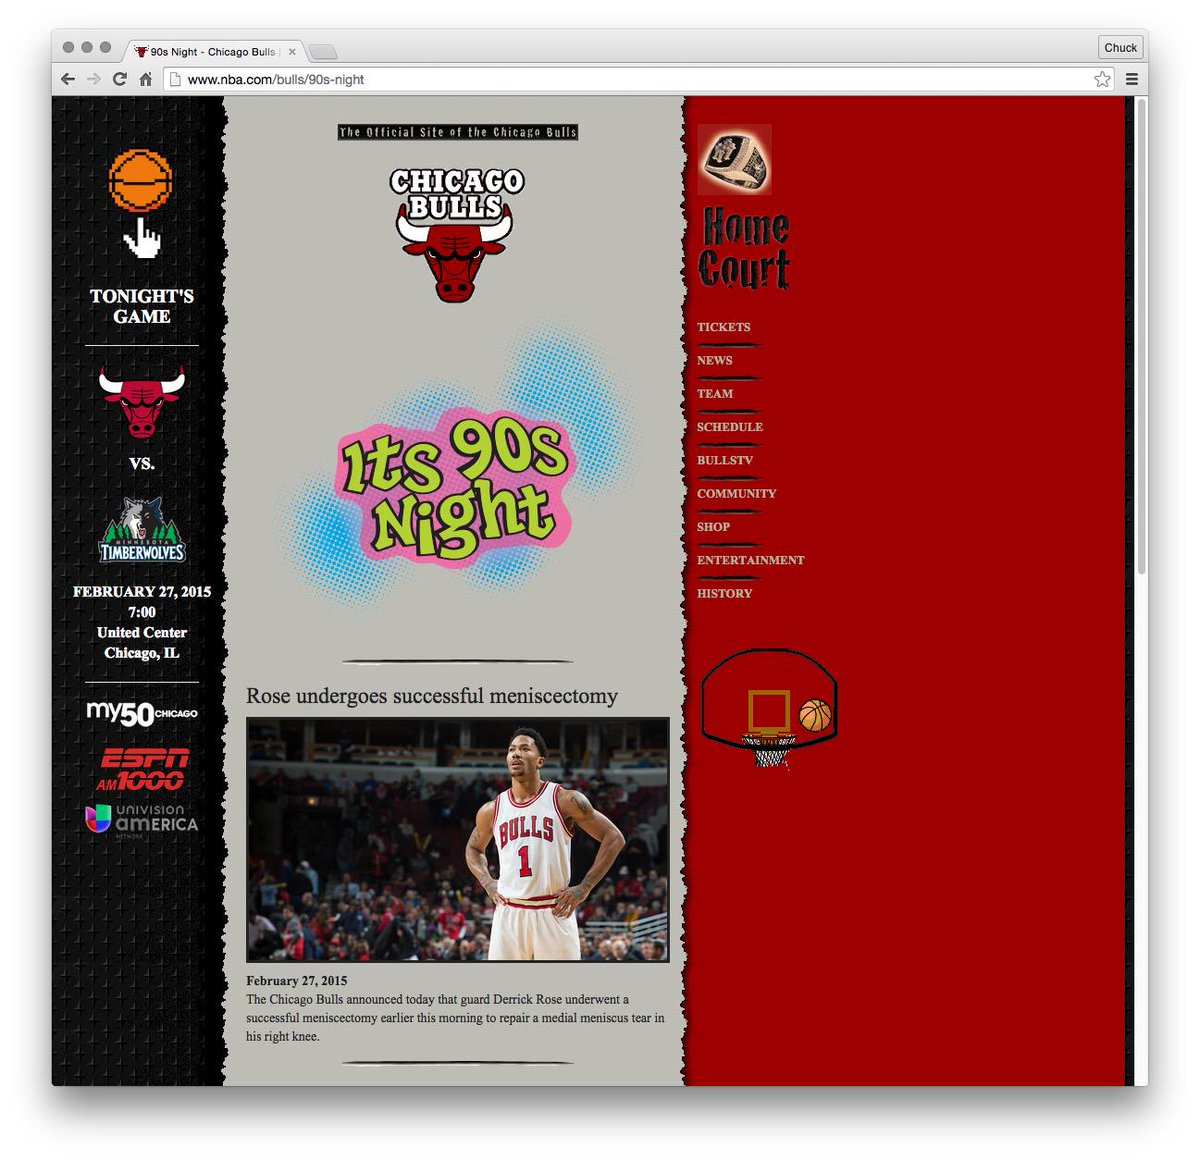 90s Night - Chicago Bulls
Chuck
www.nba.com/bulls/90s-night
TONIGHT'S
GAME
VS.
MINNESOTA
TIMBERWOLVES
FEBRUARY 27, 2015
7:00
United Center
Chicago, IL
my50 CHICAGO
ESPN
AM1000
UNIVISION
AMERICA
NETWORK
The Official Site of the Chicago Bulls
CHICAGO
BULLS
Its 90s
Night
Rose undergoes successful meniscectomy
BULLS
1
February 27, 2015
The Chicago Bulls announced today that guard Derrick Rose underwent a
successful meniscectomy earlier this morning to repair a medial meniscus tear in
his right knee.
Home
Court
TICKETS
NEWS
TEAM
SCHEDULE
BULLSTV
COMMUNITY
SHOP
ENTERTAINMENT
HISTORY